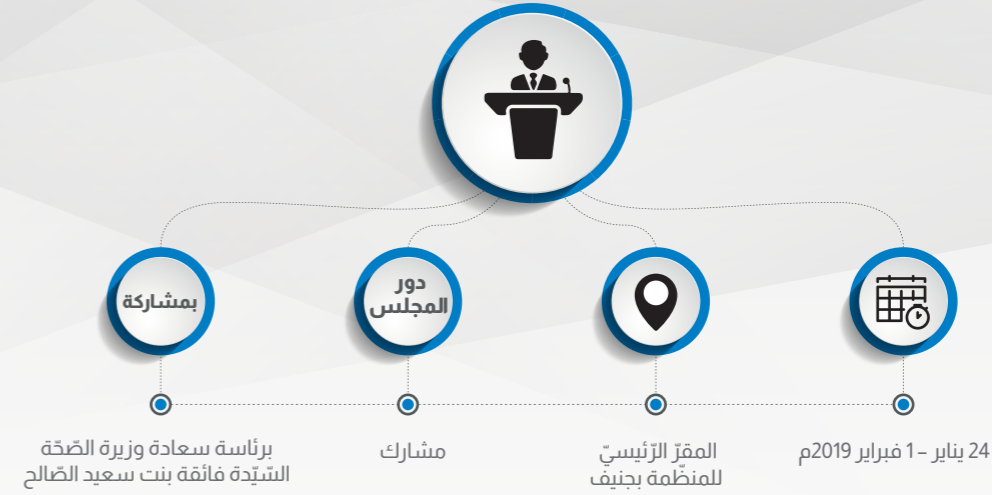 دور
المجلس
بمشاركة
24 يناير – 1 فبراير 2019م
المقرّ الرّئيسيّ
للمنظّمة بجنيف
مشارك
برئاسة سعادة وزيرة الصّحّة
السّيّدة فائقة بنت سعيد الصّالح